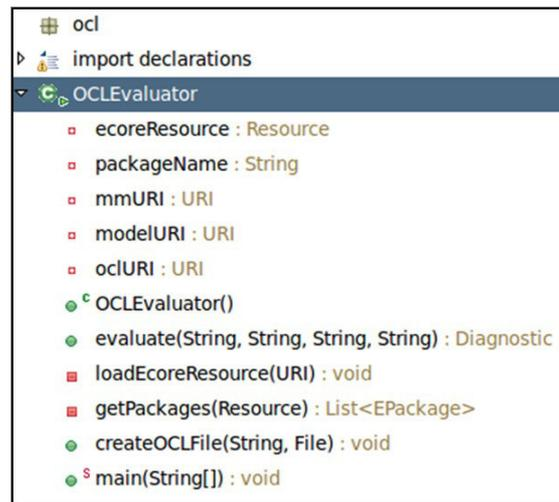 ocl
import declarations
OCLEvaluator
ecoreResource : Resource
packageName : String
mmURI : URI
modelURI : URI
oclURI : URI
C OCLEvaluator()
evaluate(String, String, String, String) : Diagnostic
loadEcoreResource(URI) : void
getPackages(Resource) : List<EPackage>
createOCLFile(String, File) : void
S main(String[]) : void